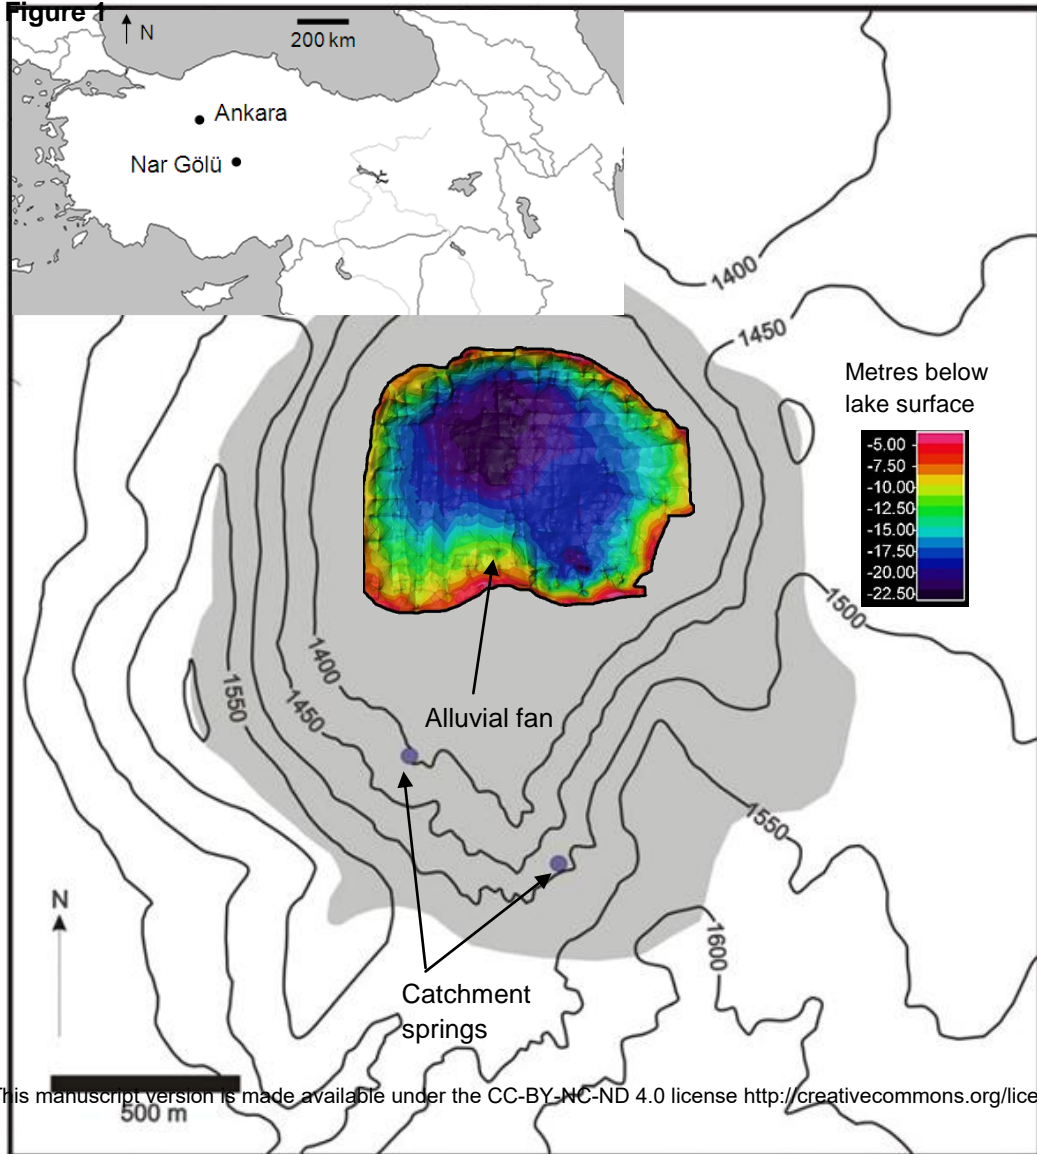 Figure 1
N
200 km
Ankara
Nar Gölü
1400
1450
Metres below
lake surface
-5.00
-7.50
-10.00
-12.50
-15.00
-17.50
-20.00
-22.50
1500
1400
1450
1550
Alluvial fan
1550
N
1600
Catchment
springs
This manuscript version is made available under the CC-BY-NC-ND 4.0 license http://creativecommons.org/lice
500 m